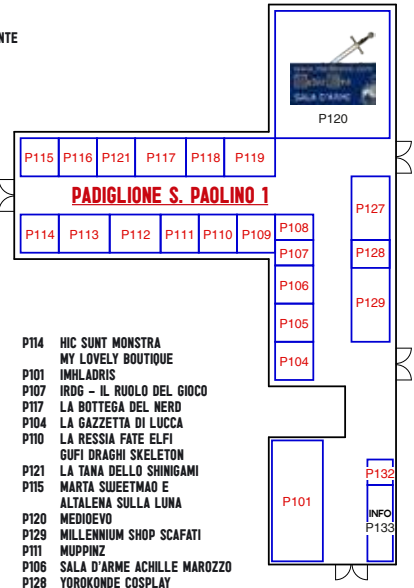 NTE
SALA D'ARME
P120
P115 P116 P121 P117 P118 P119
PADIGLIONE S. PAOLINO 1
P114 P113 P112 P111 P110 P109
P108
P107
P106
P105
P104
P127
P128
P129
P101
P132
INFO
P133
P114 HIC SUNT MONSTRA
MY LOVELY BOUTIQUE
P101 IMHLADRIS
P107 IRDG - IL RUOLO DEL GIOCO
P117 LA BOTTEGA DEL NERD
P104 LA GAZZETTA DI LUCCA
P110 LA RESSIA FATE ELFI
GUFI DRAGHI SKELETON
P121 LA TANA DELLO SHINIGAMI
P115 MARTA SWEETMAO E
ALTALENA SULLA LUNA
P120 MEDIOEVO
P129 MILLENNIUM SHOP SCAFATI
P111 MUPPINZ
P106 SALA D'ARME ACHILLE MAROZZO
P128 YOROKONDE COSPLAY